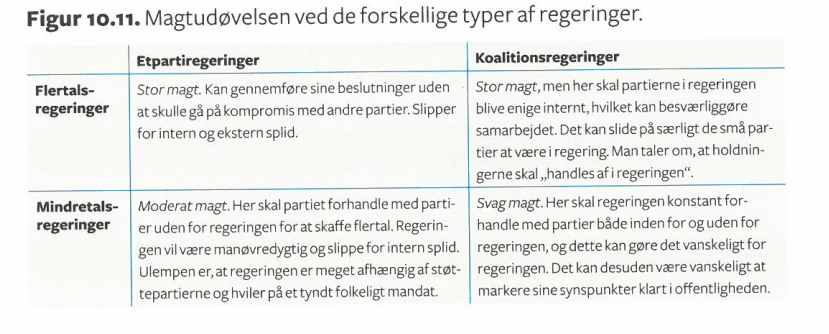 Figur 10.11. Magtudøvelsen ved de forskellige typer af regeringer.
Etpartiregeringer
Koalitionsregeringer
Flertals-
regeringer
Stor magt. Kan gennemføre sine beslutninger uden
at skulle gå på kompromis med andre partier. Slipper
for intern og ekstern splid.
Stor magt, men her skal partierne i regeringen
blive enige internt, hvilket kan besværliggøre
samarbejdet. Det kan slide på særligt de små par-
tier at være i regering. Man taler om, at holdnin-
gerne skal „handles af i regeringen“.
Mindretals-
regeringer
Moderat magt. Her skal partiet forhandle med parti-
er uden for regeringen for at skaffe flertal. Regerin-
gen vil være manøvredygtig og slippe for intern splid.
Ulempen er, at regeringen er meget afhængig af støt-
tepartierne og hviler på et tyndt folkeligt mandat.
Svag magt. Her skal regeringen konstant for-
handle med partier både inden for og uden for
regeringen, og dette kan gøre det vanskeligt for
regeringen. Det kan desuden være vanskeligt at
markere sine synspunkter klart i offentligheden.